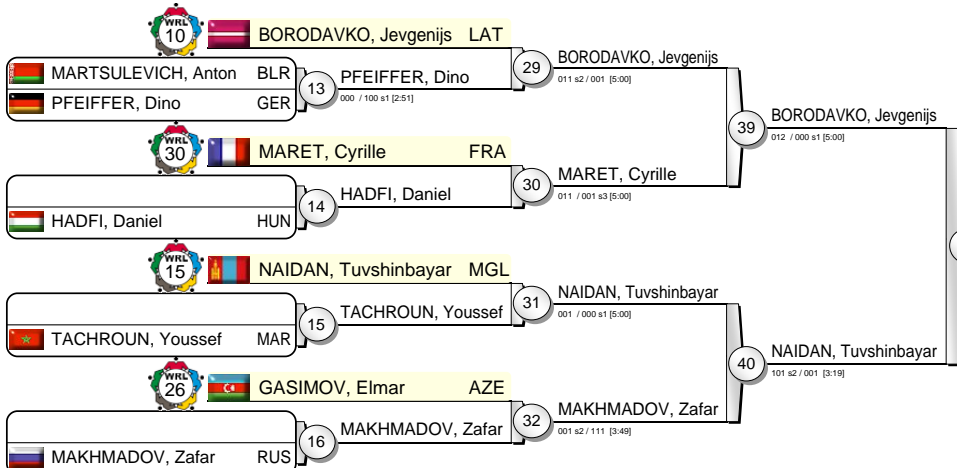 WRL
10
BORODAVKO, Jevgenijs LAT
MARTSULEVICH, Anton BLR
PFEIFFER, Dino GER
13
PFEIFFER, Dino
000 / 100 s1 [2:51]
29
BORODAVKO, Jevgenijs
011 s2 / 001 [5:00]
WRL
30
MARET, Cyrille FRA
HADFI, Daniel HUN
14
HADFI, Daniel
30
MARET, Cyrille
011 / 001 s3 [5:00]
39
BORODAVKO, Jevgenijs
012 / 000 s1 [5:00]
WRL
15
NAIDAN, Tuvshinbayar MGL
TACHROUN, Youssef MAR
15
TACHROUN, Youssef
31
NAIDAN, Tuvshinbayar
001 / 000 s1 [5:00]
WRL
26
GASIMOV, Elmar AZE
MAKHMADOV, Zafar RUS
16
MAKHMADOV, Zafar
32
MAKHMADOV, Zafar
001 s2 / 111 [3:49]
40
NAIDAN, Tuvshinbayar
101 s2 / 001 [3:19]